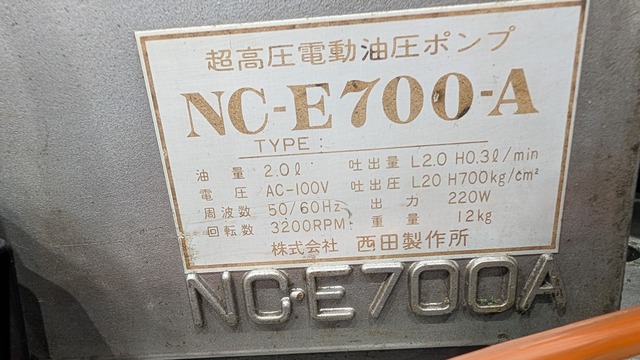 超高圧電動油圧ポンプ
NC-E700-A
TYPE:
油量 2.0ℓ 吐出量 L2.0 H0.3ℓ/min
電圧 AC-100V 吐出圧 L20 H700kg/cm²
周波数 50/60Hz 出力 220W
回転数 3200RPM 重量 12kg
株式会社 西田製作所
NC-E700A